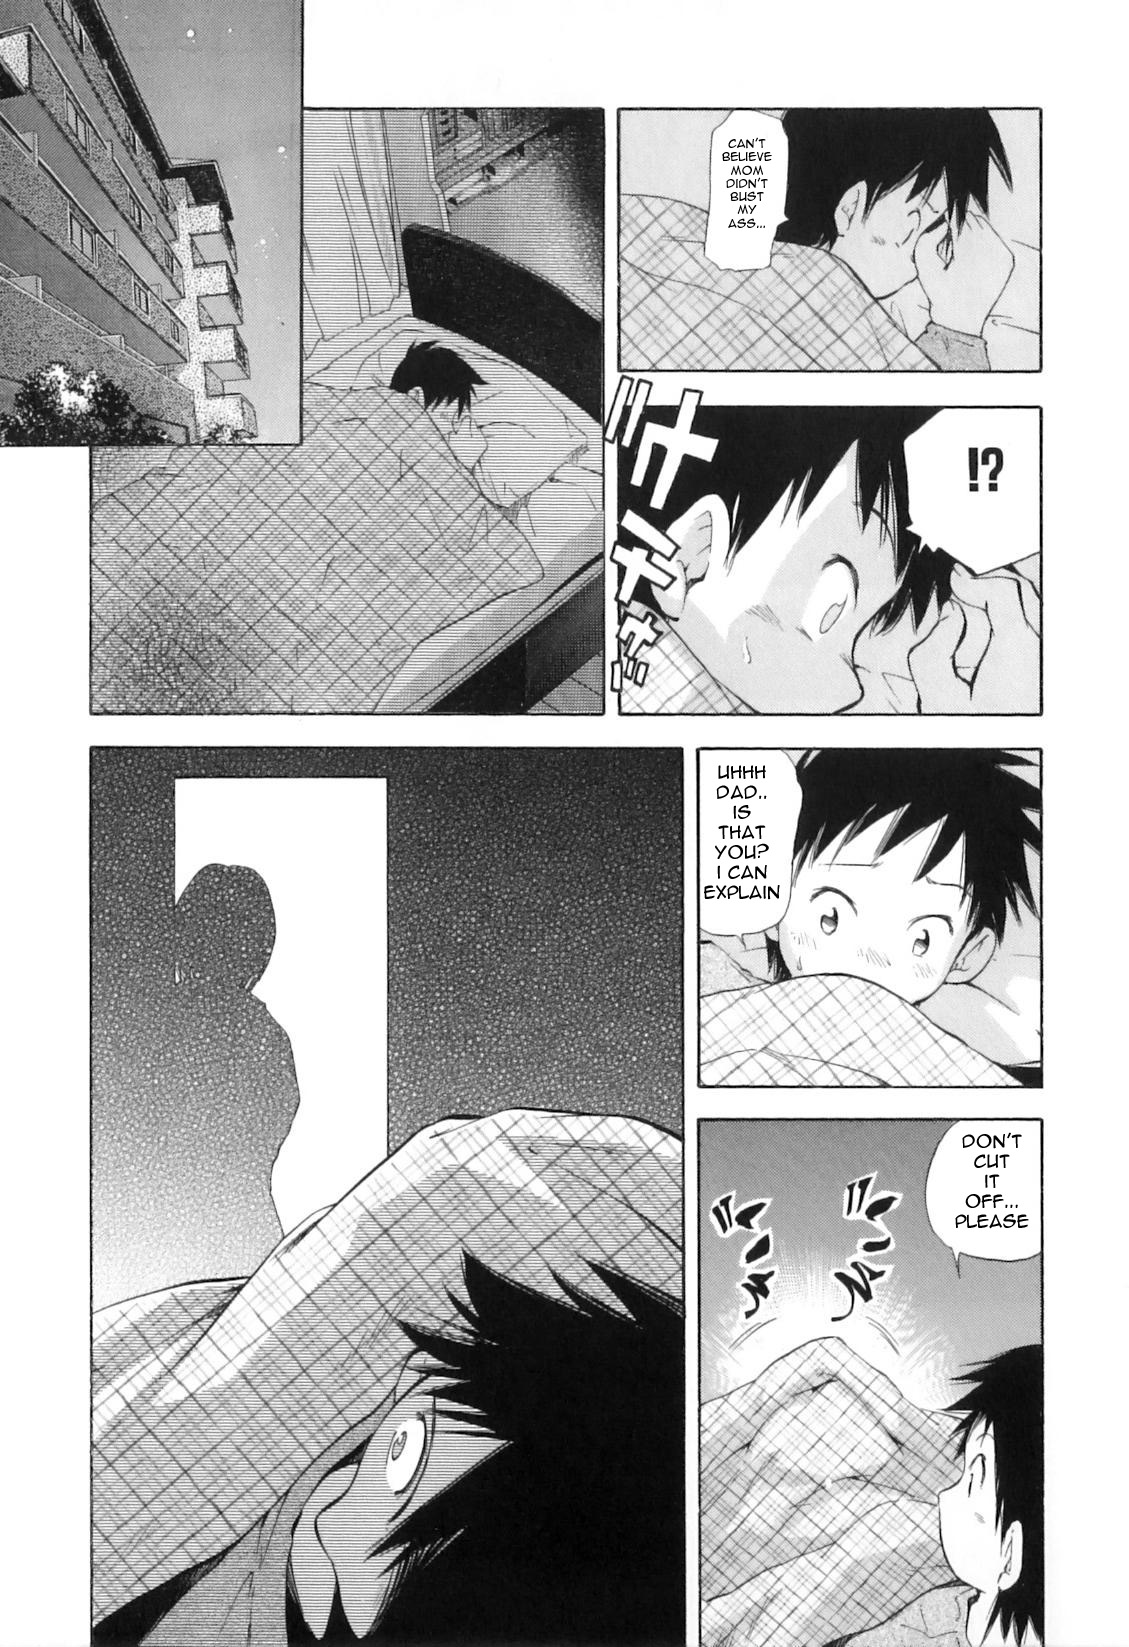 CAN'T
BELIEVE
MOM
DIDN'T
BUST
MY
ASS...
!?
UHHH
DAD..
IS
THAT
YOU?
I CAN
EXPLAIN
DON'T
CUT
IT
OFF...
PLEASE